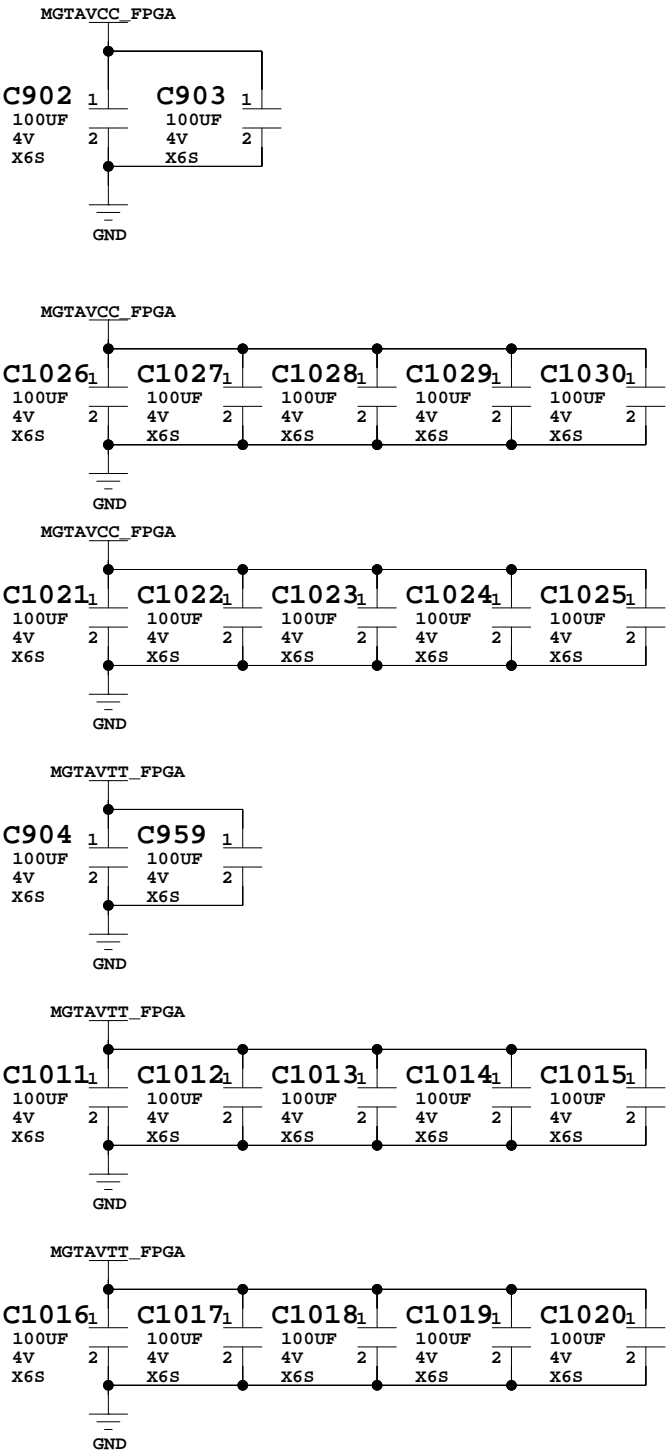 MGTAVCC_FPGA
C902 1 C903 1
100UF 100UF
4V 2 4V 2
X6S X6S
GND
MGTAVCC_FPGA
C1026 1 C1027 1 C1028 1 C1029 1 C1030 1
100UF 100UF 100UF 100UF 100UF
4V 2 4V 2 4V 2 4V 2 4V 2
X6S X6S X6S X6S X6S
GND
MGTAVCC_FPGA
C1021 1 C1022 1 C1023 1 C1024 1 C1025 1
100UF 100UF 100UF 100UF 100UF
4V 2 4V 2 4V 2 4V 2 4V 2
X6S X6S X6S X6S X6S
GND
MGTAVTT_FPGA
C904 1 C959 1
100UF 100UF
4V 2 4V 2
X6S X6S
GND
MGTAVTT_FPGA
C1011 1 C1012 1 C1013 1 C1014 1 C1015 1
100UF 100UF 100UF 100UF 100UF
4V 2 4V 2 4V 2 4V 2 4V 2
X6S X6S X6S X6S X6S
GND
MGTAVTT_FPGA
C1016 1 C1017 1 C1018 1 C1019 1 C1020 1
100UF 100UF 100UF 100UF 100UF
4V 2 4V 2 4V 2 4V 2 4V 2
X6S X6S X6S X6S X6S
GND